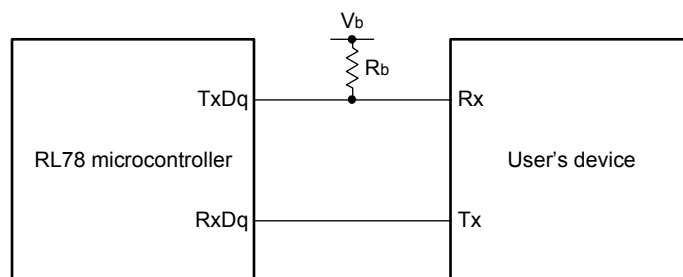 Vb
Rb
TxDq
Rx
RL78 microcontroller
User's device
RxDq
Tx